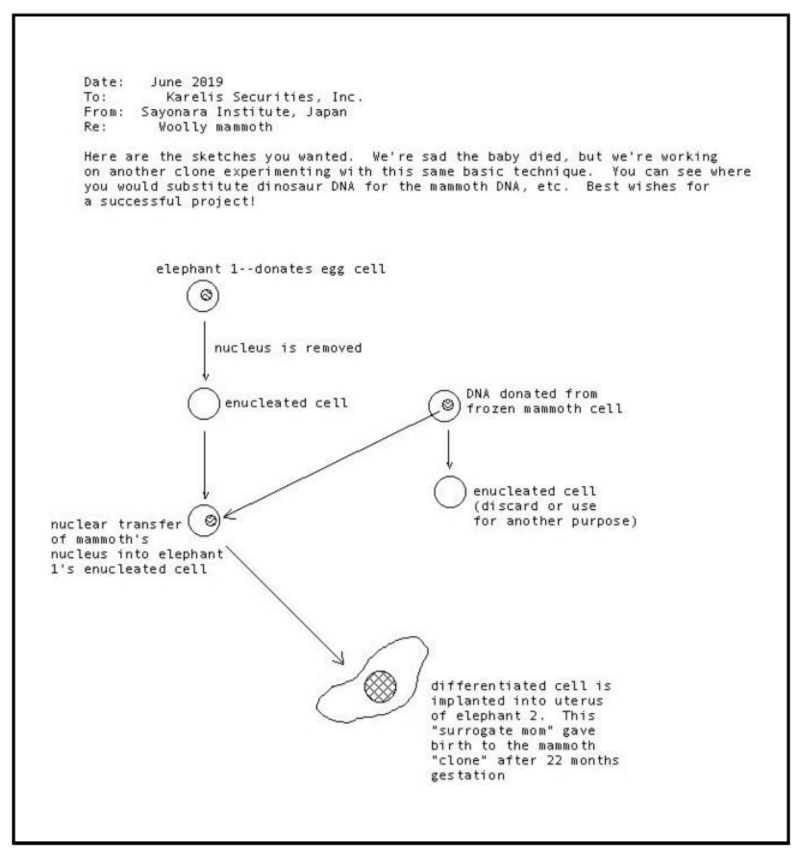 Date: June 2019
To: Karelis Securities, Inc.
From: Sayonara Institute, Japan
Re: Woolly mammoth
Here are the sketches you wanted. We're sad the baby died, but we're working
on another clone experimenting with this same basic technique. You can see where
you would substitute dinosaur DNA for the mammoth DNA, etc. Best wishes for
a successful project!
elephant 1--donates egg cell
nucleus is removed
enucleated cell
DNA donated from
frozen mammoth cell
enucleated cell
(discard or use
for another purpose)
nuclear transfer
of mammoth's
nucleus into elephant
1's enucleated cell
differentiated cell is
implanted into uterus
of elephant 2. This
"surrogate mom" gave
birth to the mammoth
"clone" after 22 months
gestation